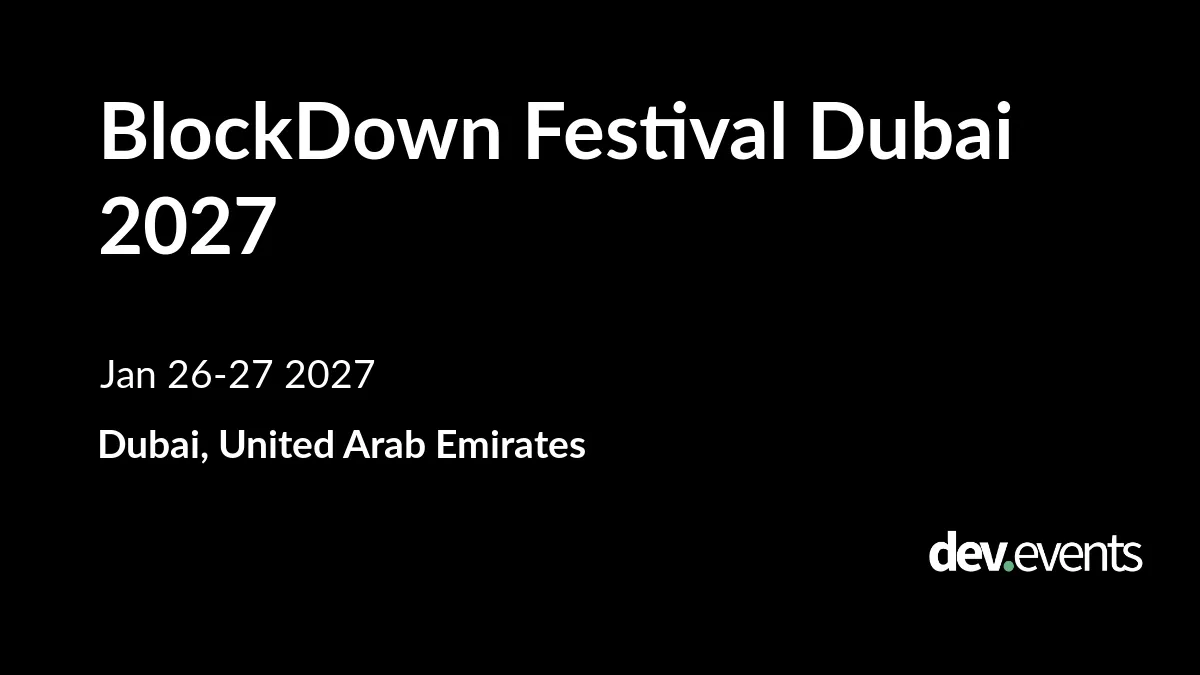 BlockDown Festival Dubai
2027
Jan 26-27 2027
Dubai, United Arab Emirates
dev.events